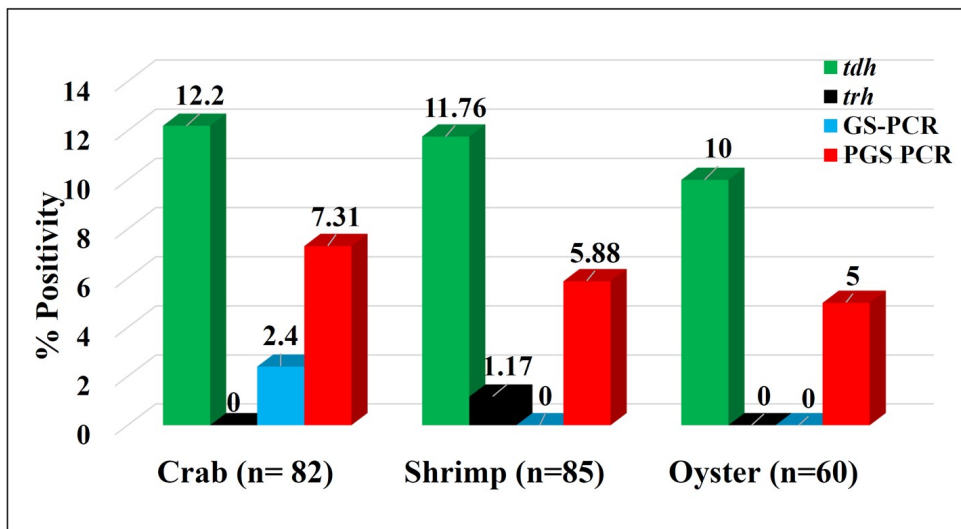 tdh
trh
GS-PCR
PGS PCR
% Positivity
14
12
10
8
6
4
2
0
12.2
0
2.4
7.31
11.76
1.17
0
5.88
10
0
0
5
Crab (n= 82)
Shrimp (n=85)
Oyster (n=60)